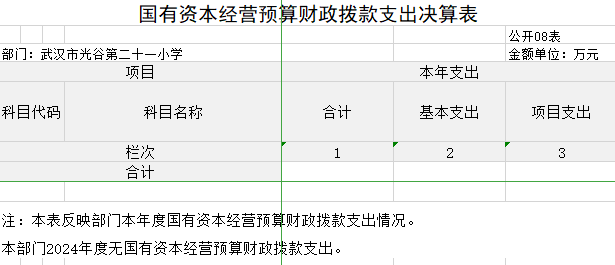 国有资本经营预算财政拨款支出决算表
公开08表
部门：武汉市光谷第二十一小学 金额单位：万元
项目 本年支出
科目代码 科目名称 合计 基本支出 项目支出
栏次 1 2 3
合计
注：本表反映部门本年度国有资本经营预算财政拨款支出情况。
本部门2024年度无国有资本经营预算财政拨款支出。